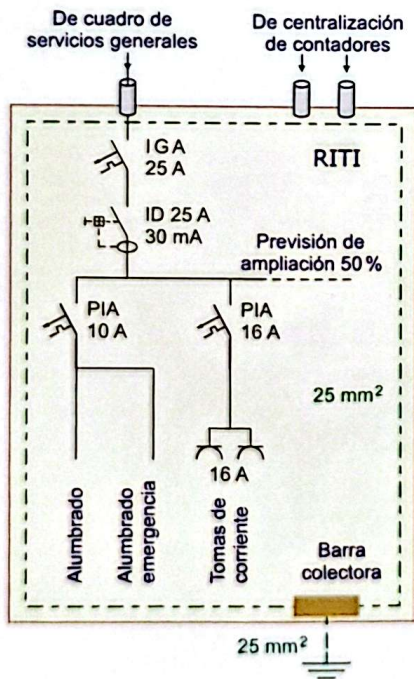 De cuadro de
servicios generales
De centralización
de contadores
IGA
25 A
RITI
ID 25 A
30 mA
Previsión de
ampliación 50 %
PIA
10 A
PIA
16 A
25 mm²
16 A
Alumbrado
Alumbrado
emergencia
Tomas de
corriente
Barra
colectora
25 mm²